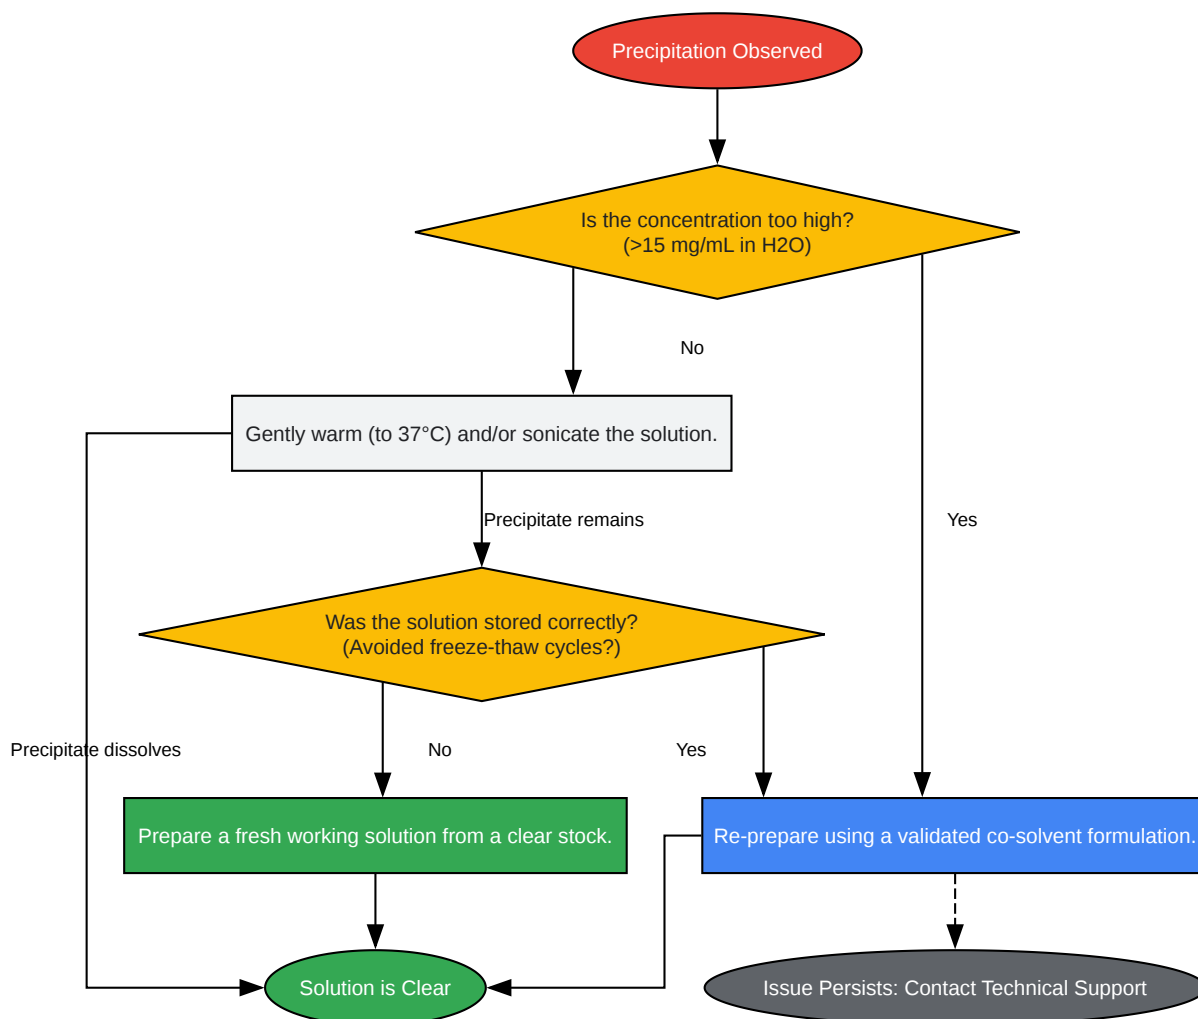 Precipitation Observed
Is the concentration too high?
(>15 mg/mL in H2O)
No
Gently warm (to 37°C) and/or sonicate the solution.
Precipitate remains
Yes
Was the solution stored correctly?
(Avoided freeze-thaw cycles?)
Precipitate dissolves
No
Yes
Prepare a fresh working solution from a clear stock.
Re-prepare using a validated co-solvent formulation.
Solution is Clear
Issue Persists: Contact Technical Support